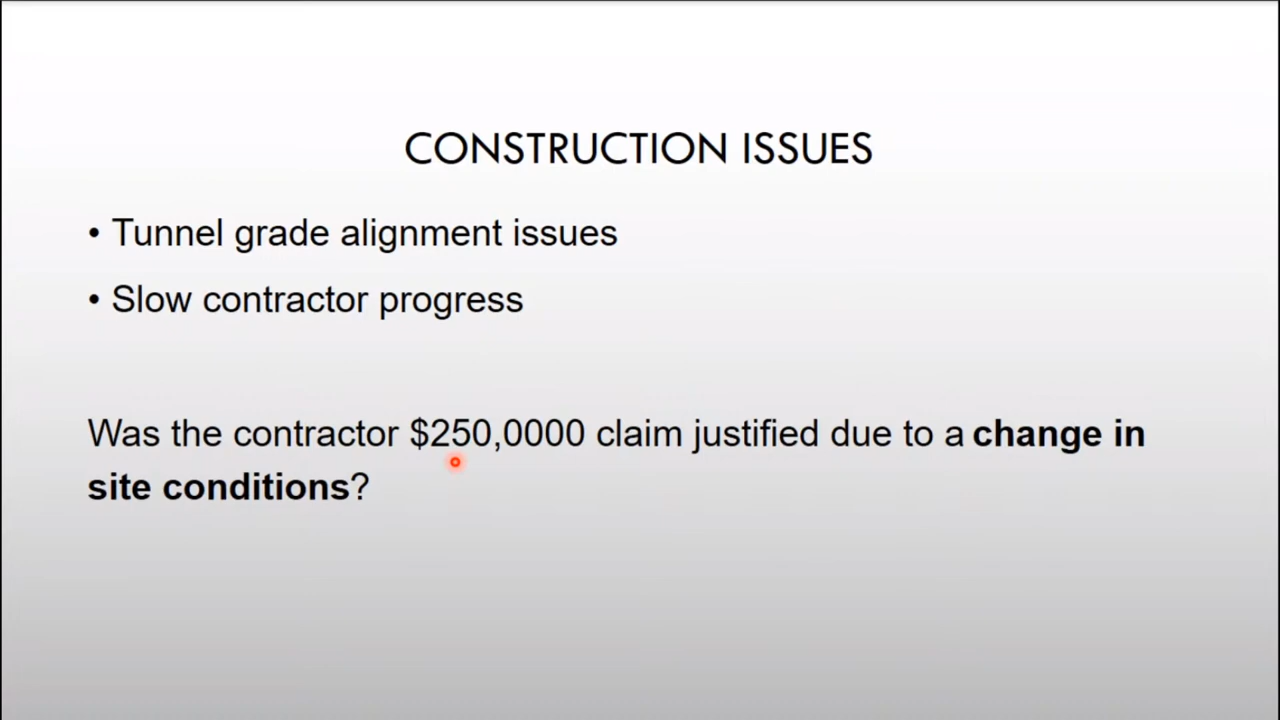 CONSTRUCTION ISSUES
• Tunnel grade alignment issues
• Slow contractor progress
Was the contractor $250,0000 claim justified due to a change in
site conditions?